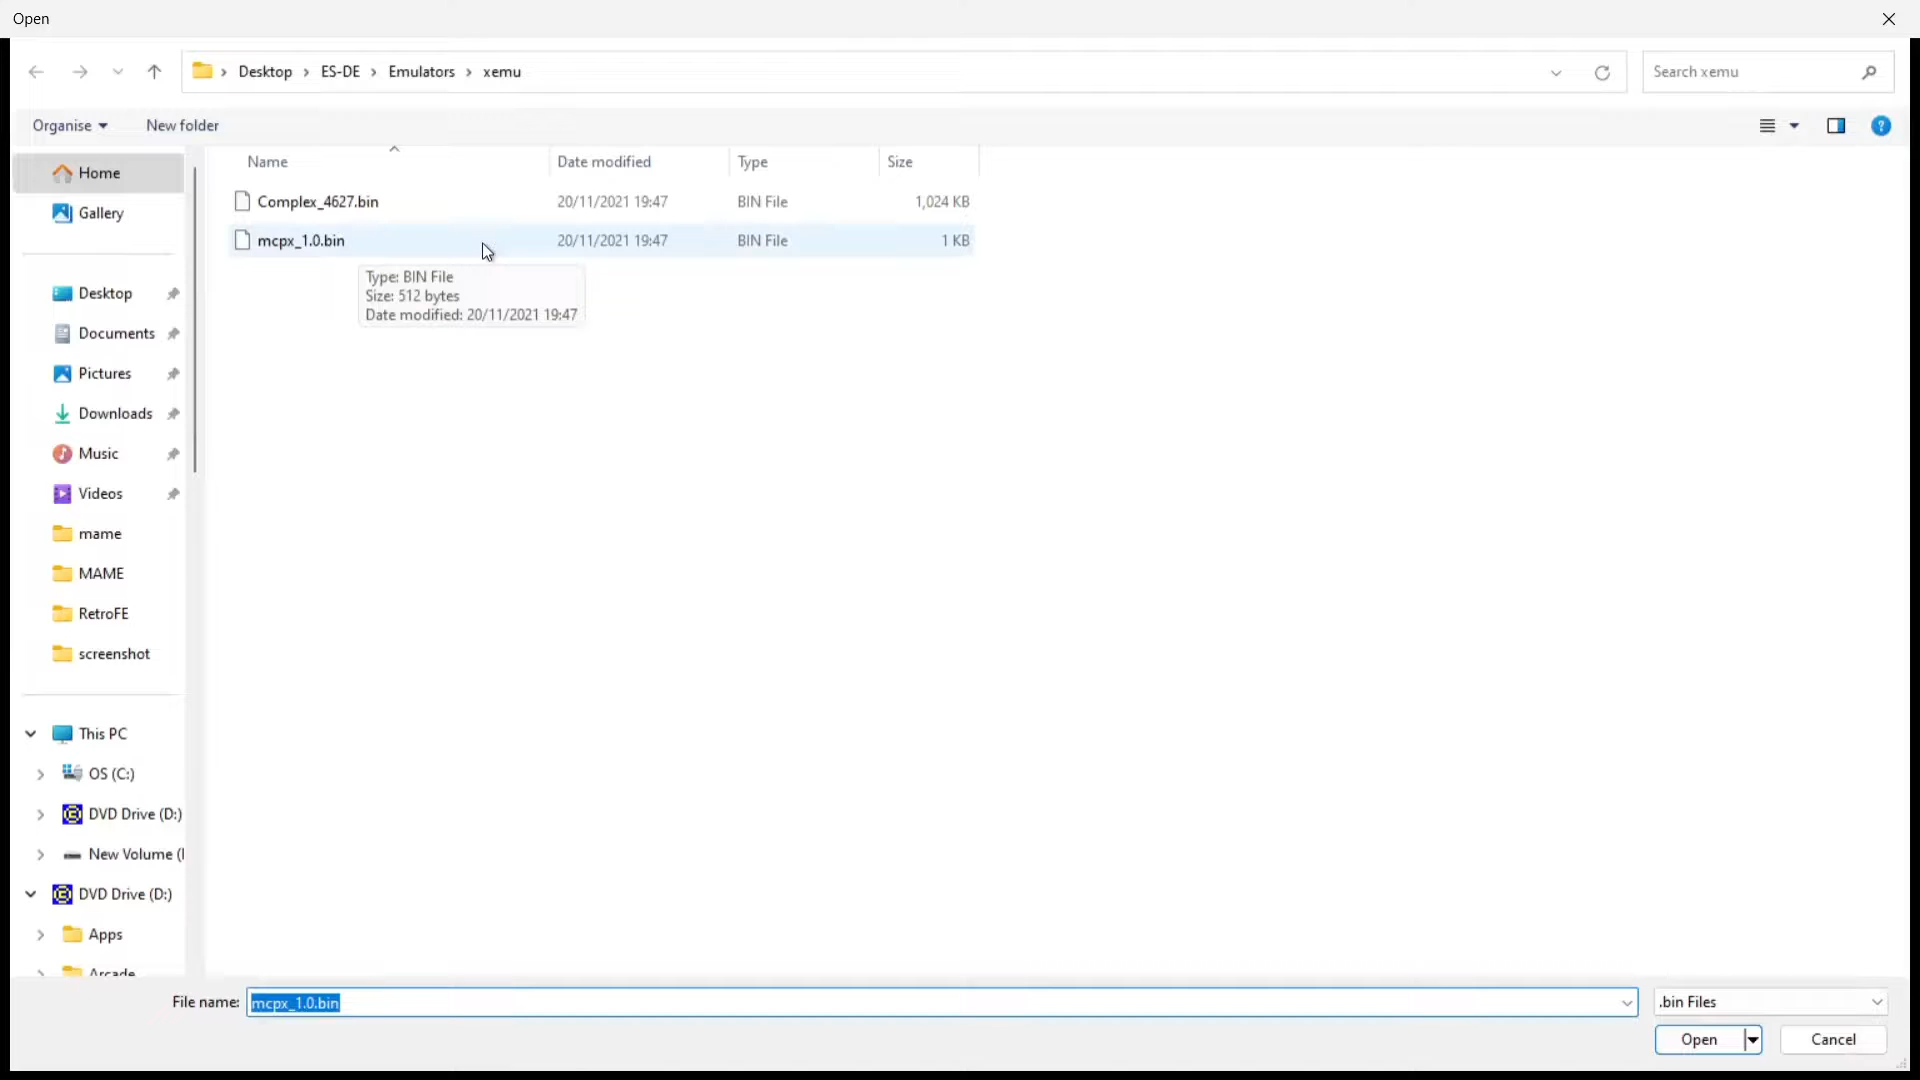 Open
Desktop > ES-DE > Emulators > xemu
Search xemu
Organise
New folder
Name
Date modified
Type
Size
Complex_4627.bin 20/11/2021 19:47 BIN File 1,024 KB
mcpx_1.0.bin 20/11/2021 19:47 BIN File 1 KB
Type: BIN File
Size: 512 bytes
Date modified: 20/11/2021 19:47
Home
Gallery
Desktop
Documents
Pictures
Downloads
Music
Videos
mame
MAME
RetroFE
screenshot
This PC
OS (C:)
DVD Drive (D:)
New Volume (
DVD Drive (D:)
Apps
Arcade
File name: mcpx_1.0.bin
.bin Files
Open
Cancel